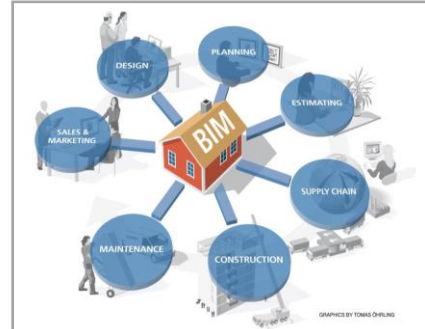 PLANNING
DESIGN
ESTIMATING
BIM
SALES &
MARKETING
SUPPLY CHAIN
MAINTENANCE
CONSTRUCTION
GRAPHICS BY TOMAS ÖHRLING